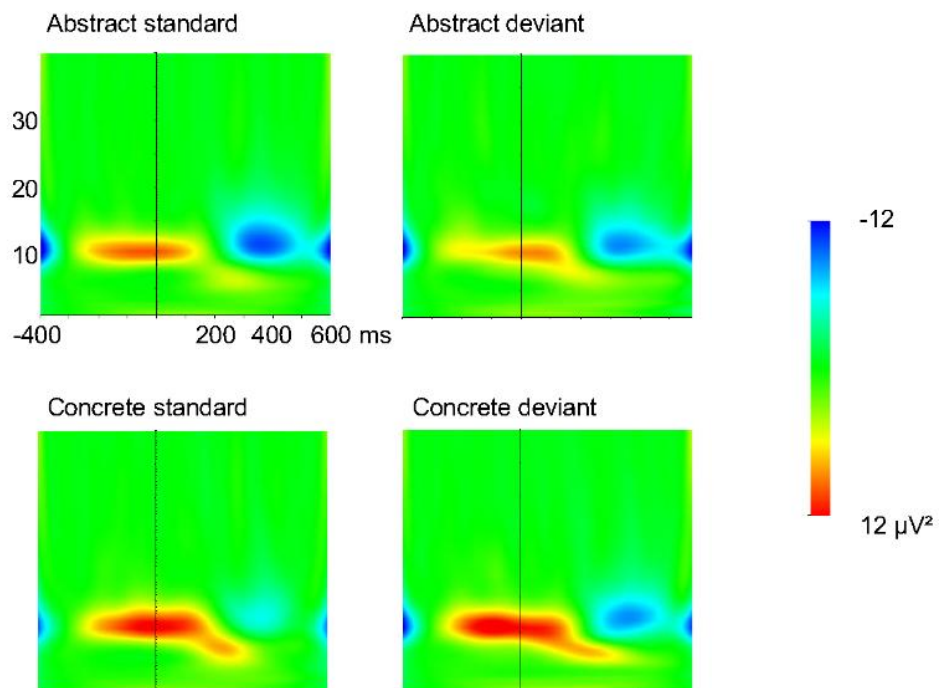 Abstract standard
Abstract deviant
30
20
10
-400
200 400 600 ms
-12
12 µV²
Concrete standard
Concrete deviant